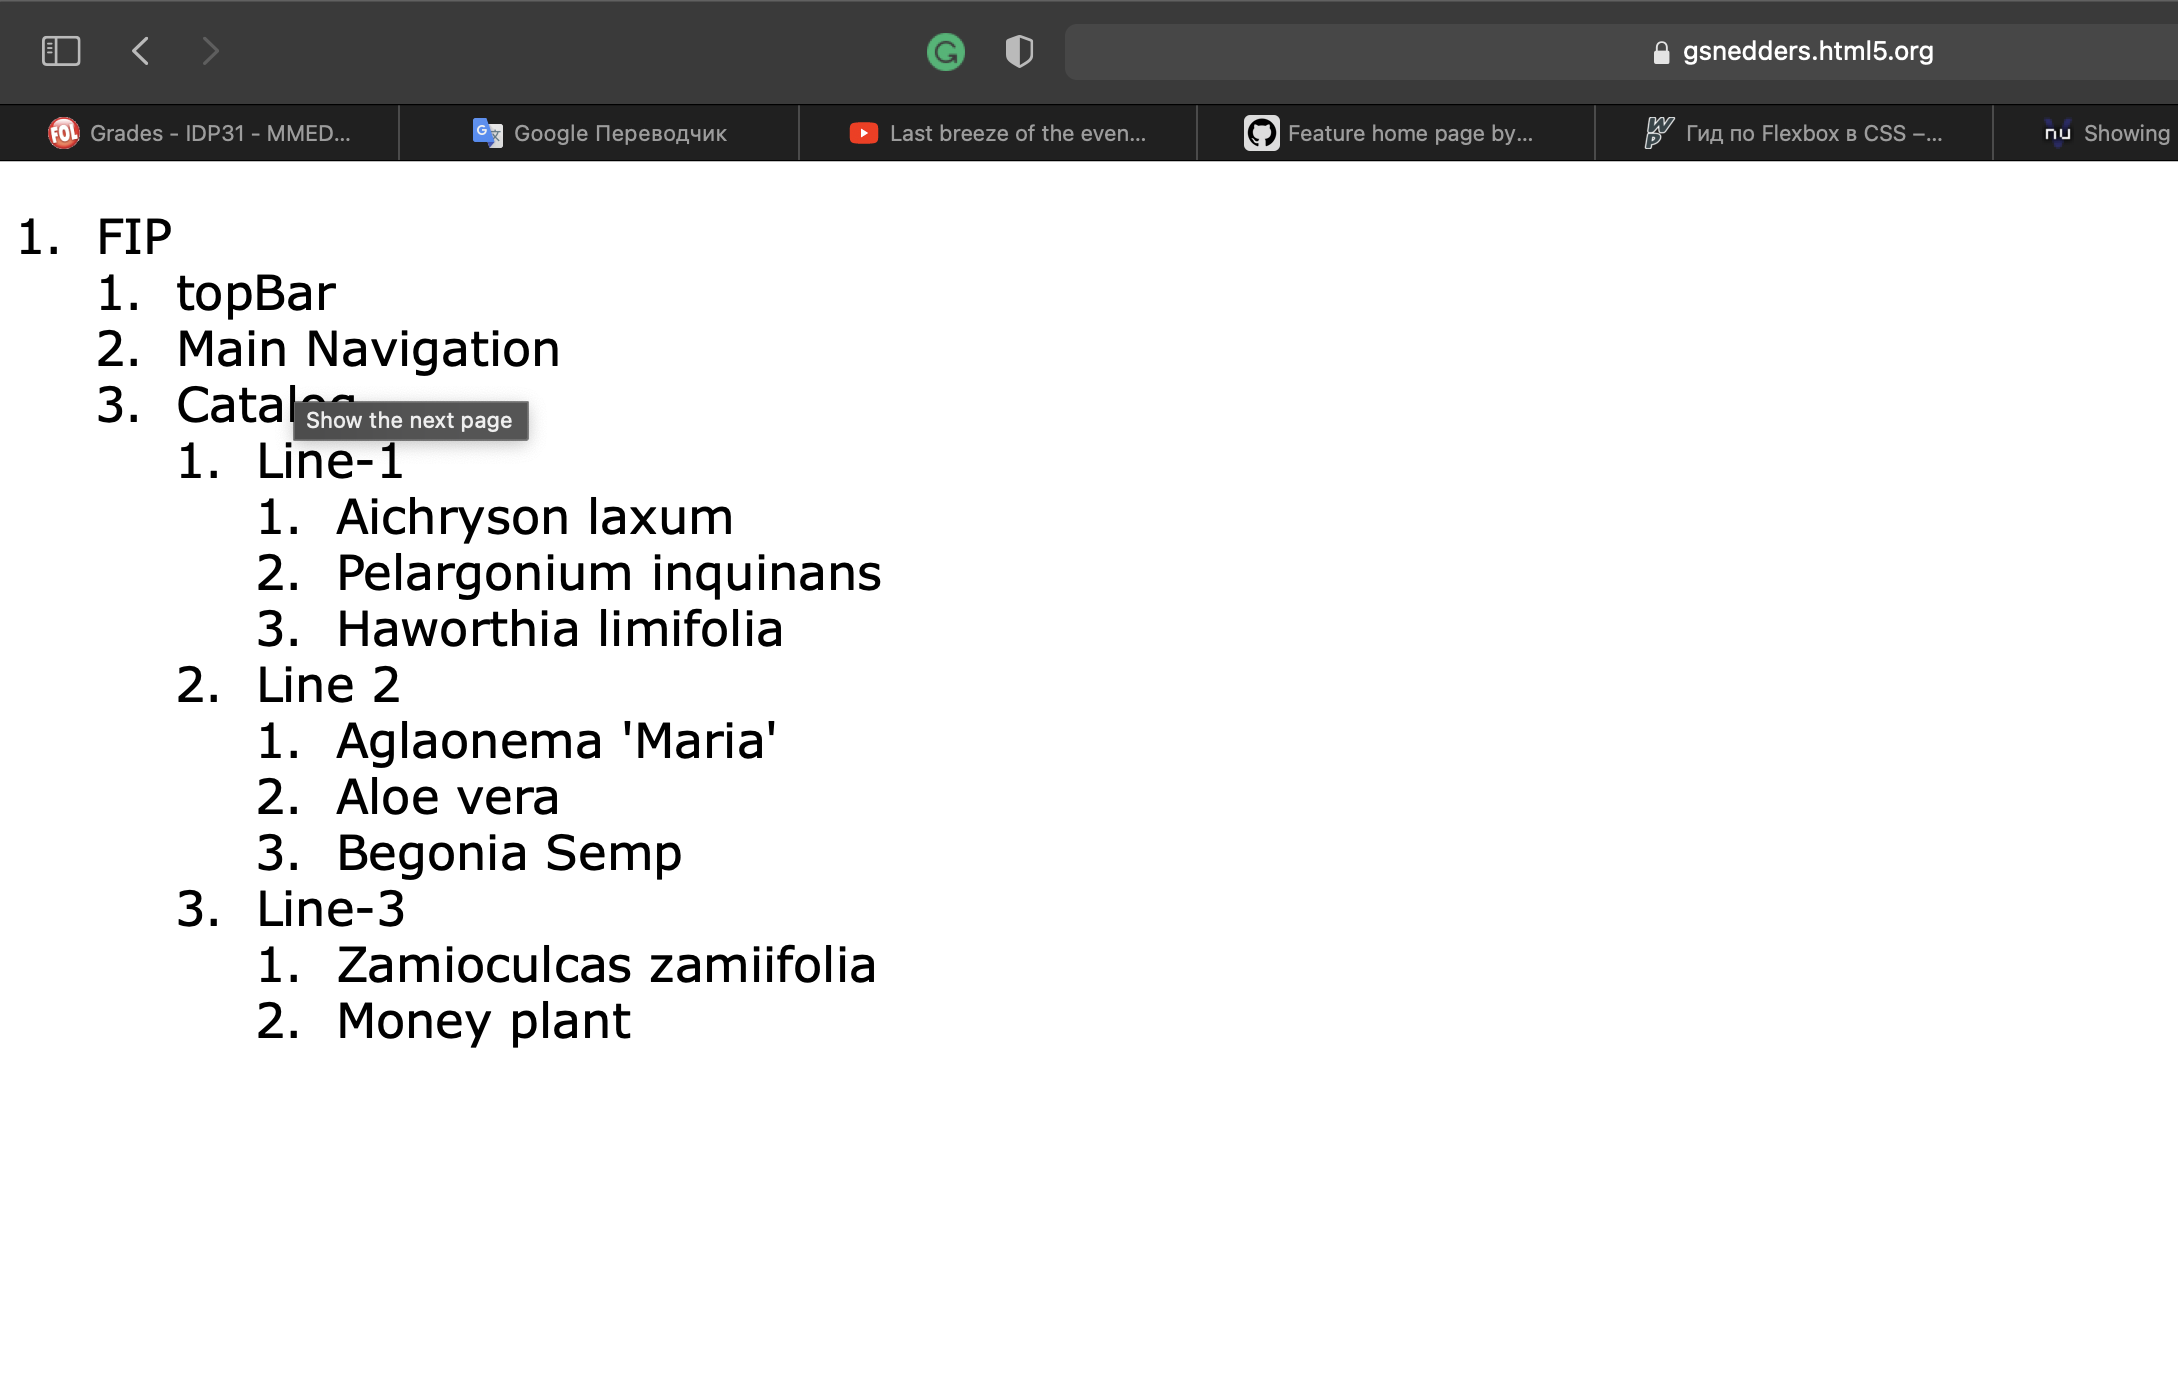 gsnedders.html5.org
FOL Grades - IDP31 - MMED...
Google Переводчик
Last breeze of the even...
Feature home page by...
Гид по Flexbox в CSS –...
nu Showing
1. FIP
1. topBar
2. Main Navigation
3. Catalog
Show the next page
1. Line-1
1. Aichryson laxum
2. Pelargonium inquinans
3. Haworthia limifolia
2. Line 2
1. Aglaonema 'Maria'
2. Aloe vera
3. Begonia Semp
3. Line-3
1. Zamioculcas zamiifolia
2. Money plant